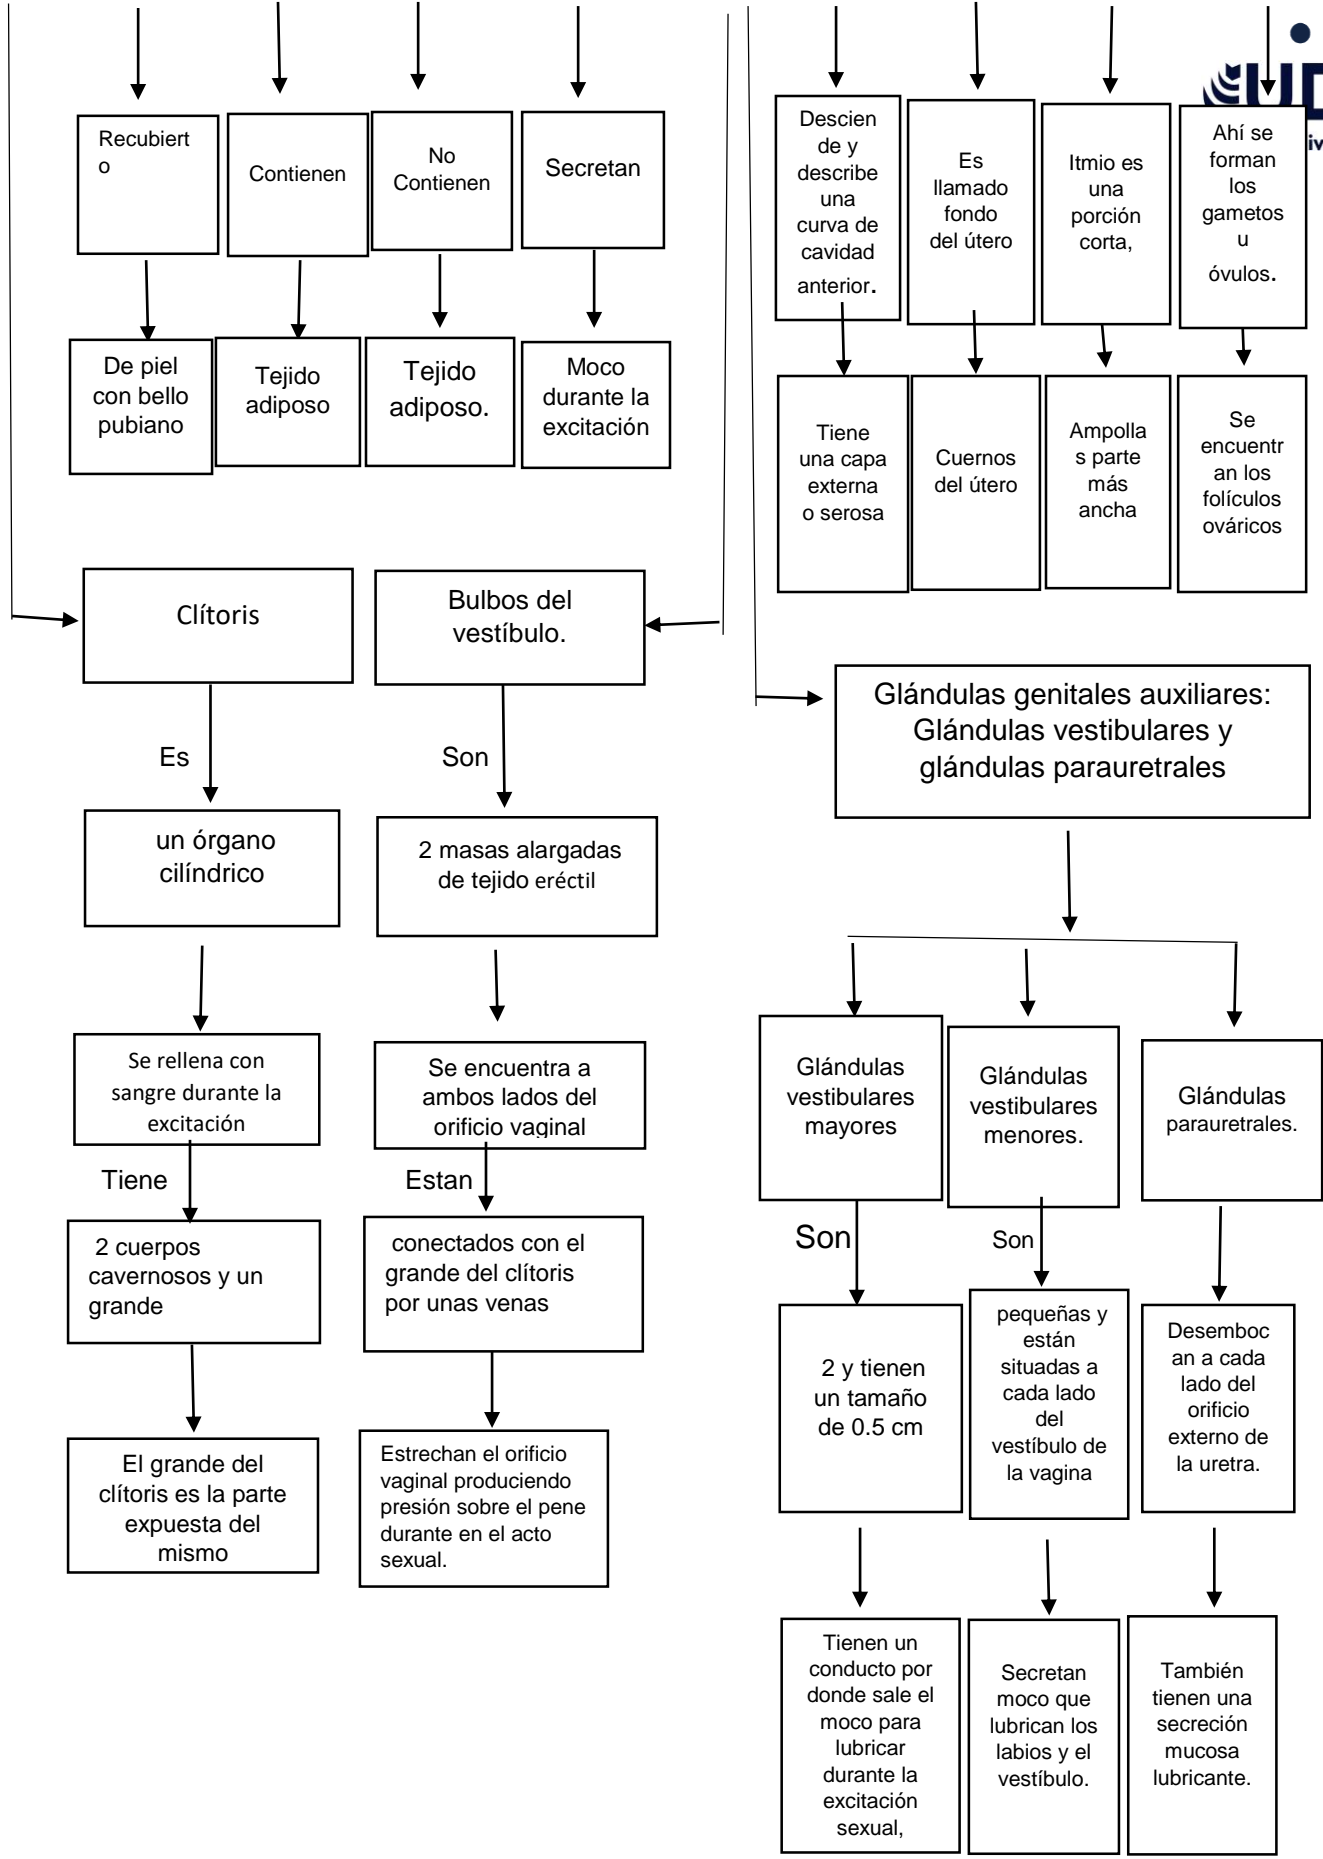 UD
iv
Recubiert
o
Contienen
No
Contienen
Secretan
De piel
con bello
pubiano
Tejido
adiposo
Tejido
adiposo.
Moco
durante la
excitación
Descien
de y
describe
una
curva de
cavidad
anterior.
Es
llamado
fondo
del útero
Itmio es
una
porción
corta,
Ahí se
forman
los
gametos
u
óvulos.
Tiene
una capa
externa
o serosa
Cuernos
del útero
Ampolla
s parte
más
ancha
Se
encuentr
an los
folículos
ováricos
Clítoris
Bulbos del
vestíbulo.
Es
Son
un órgano
cilíndrico
2 masas alargadas
de tejido eréctil
Se rellena con
sangre durante la
excitación
Se encuentra a
ambos lados del
orificio vaginal
Tiene
Estan
2 cuerpos
cavernosos y un
grande
conectados con el
grande del clítoris
por unas venas
El grande del
clítoris es la parte
expuesta del
mismo
Estrechan el orificio
vaginal produciendo
presión sobre el pene
durante en el acto
sexual.
Glándulas genitales auxiliares:
Glándulas vestibulares y
glándulas parauretrales
Glándulas
vestibulares
mayores
Glándulas
vestibulares
menores.
Glándulas
parauretrales.
Son
Son
2 y tienen
un tamaño
de 0.5 cm
pequeñas y
están
situadas a
cada lado
del
vestíbulo de
la vagina
Desemboc
an a cada
lado del
orificio
externo de
la uretra.
Tienen un
conducto por
donde sale el
moco para
lubricar
durante la
excitación
sexual,
Secretan
moco que
lubrican los
labios y el
vestíbulo.
También
tienen una
secreción
mucosa
lubricante.